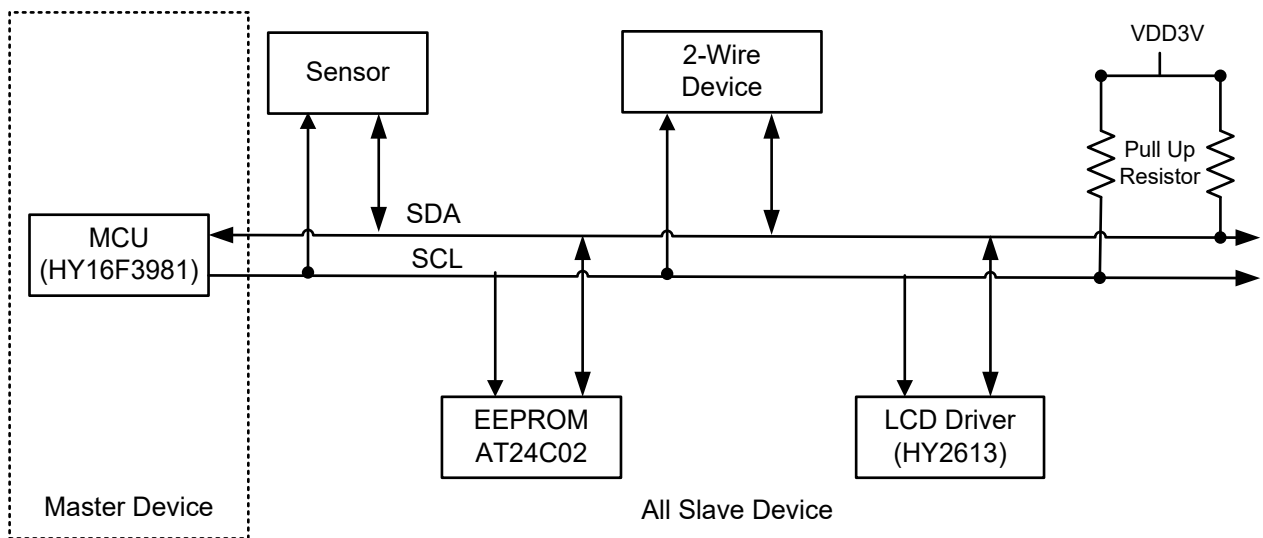 Sensor
2-Wire
Device
VDD3V
Pull Up
Resistor
MCU
(HY16F3981)
SDA
SCL
EEPROM
AT24C02
LCD Driver
(HY2613)
Master Device
All Slave Device